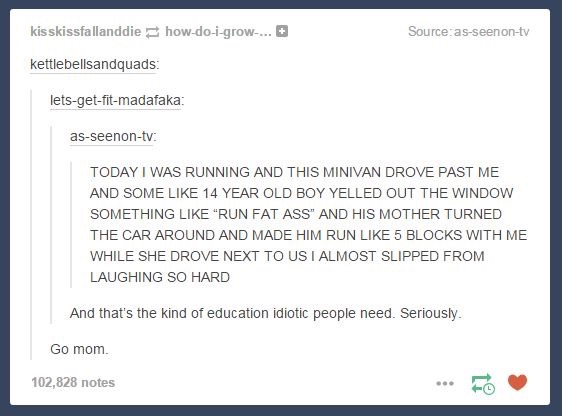 kisskissfallanddie how-do-i-grow-... Source: as-seenon-tv
kettlebellsandquads:
lets-get-fit-madafaka:
as-seenon-tv:
TODAY I WAS RUNNING AND THIS MINIVAN DROVE PAST ME
AND SOME LIKE 14 YEAR OLD BOY YELLED OUT THE WINDOW
SOMETHING LIKE “RUN FAT ASS” AND HIS MOTHER TURNED
THE CAR AROUND AND MADE HIM RUN LIKE 5 BLOCKS WITH ME
WHILE SHE DROVE NEXT TO US I ALMOST SLIPPED FROM
LAUGHING SO HARD
And that’s the kind of education idiotic people need. Seriously.
Go mom.
102,828 notes